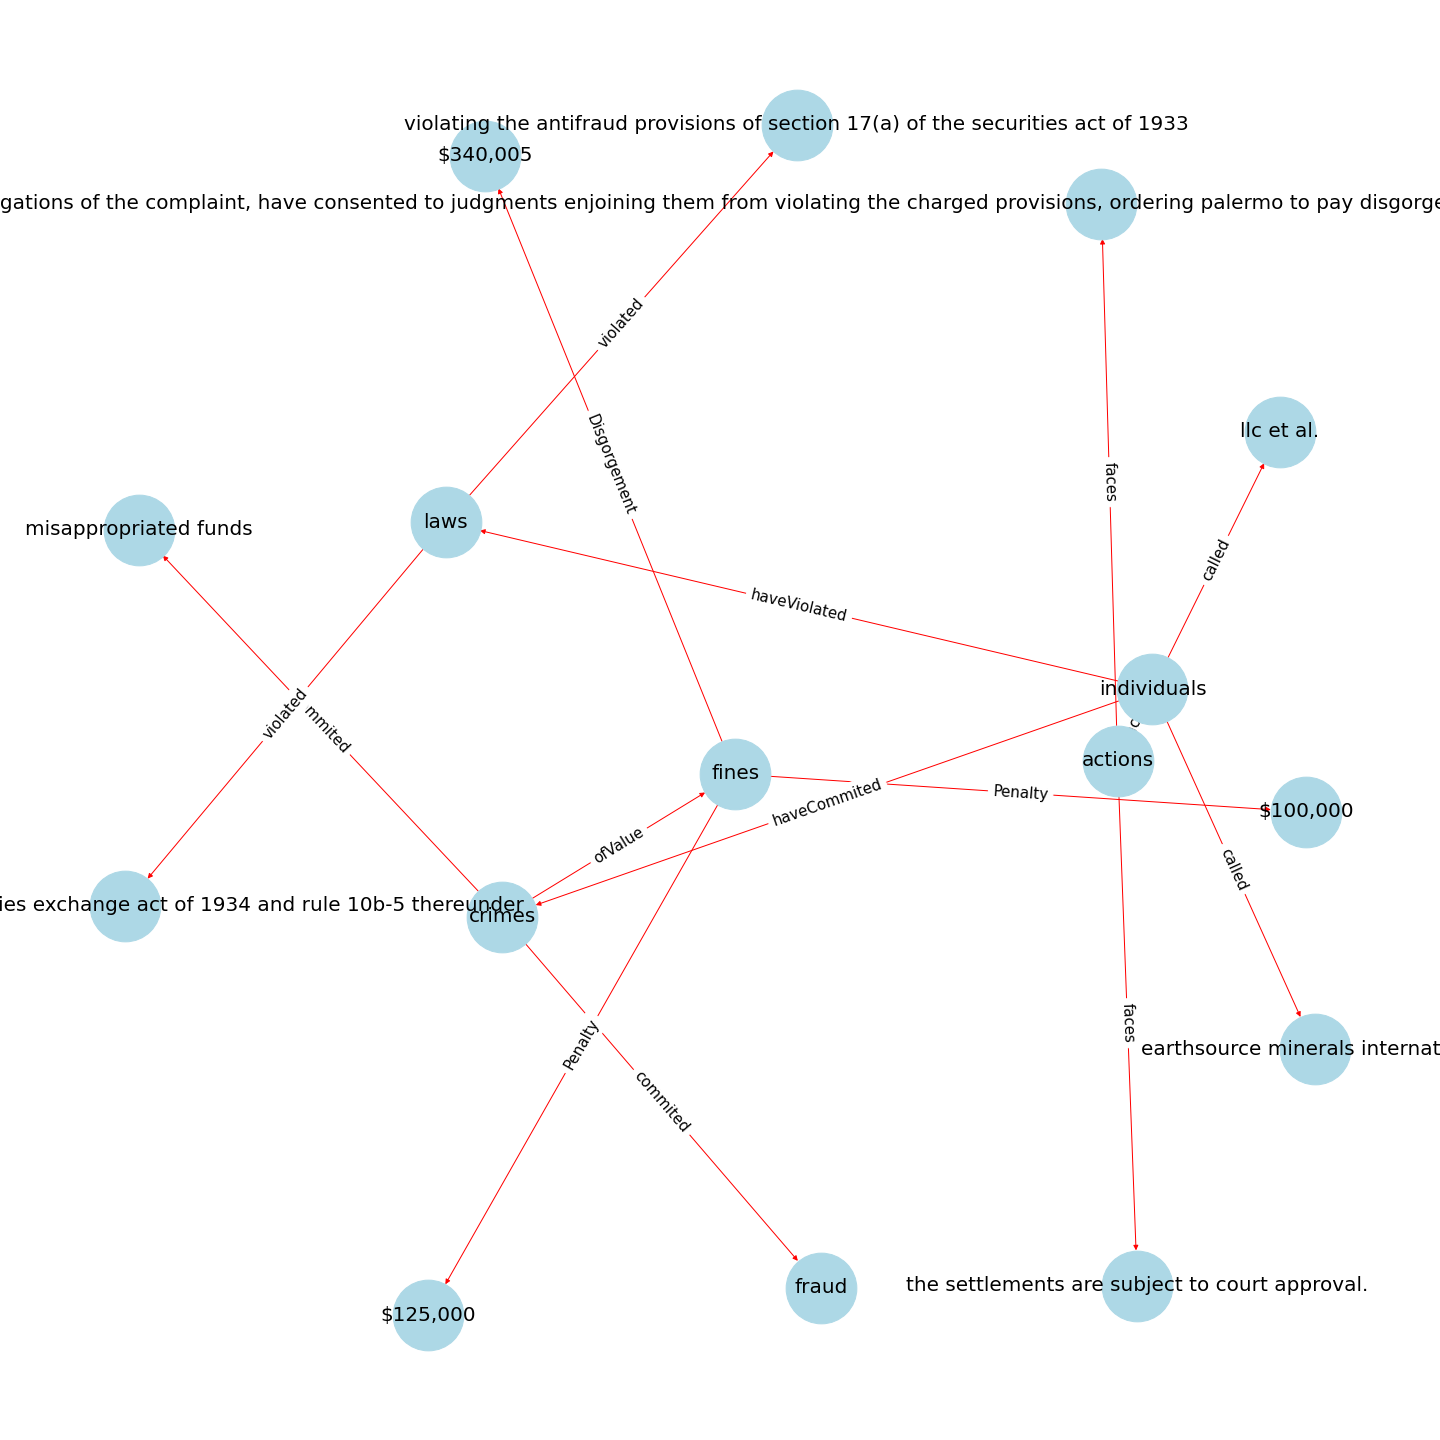 violating the antifraud provisions of section 17(a) of the securities act of 1933
$340,005
gations of the complaint, have consented to judgments enjoining them from violating the charged provisions, ordering palermo to pay disgorge
violated
llc et al.
Disgorgement
faces
laws
misappropriated funds
called
haveViolated
individuals
violated
mmited
c
actions
fines
Penalty
haveCommited
$100,000
ofValue
called
ies exchange act of 1934 and rule 10b-5 thereunder
crimes
faces
Penalty
earthsource minerals internat
commited
the settlements are subject to court approval.
fraud
$125,000